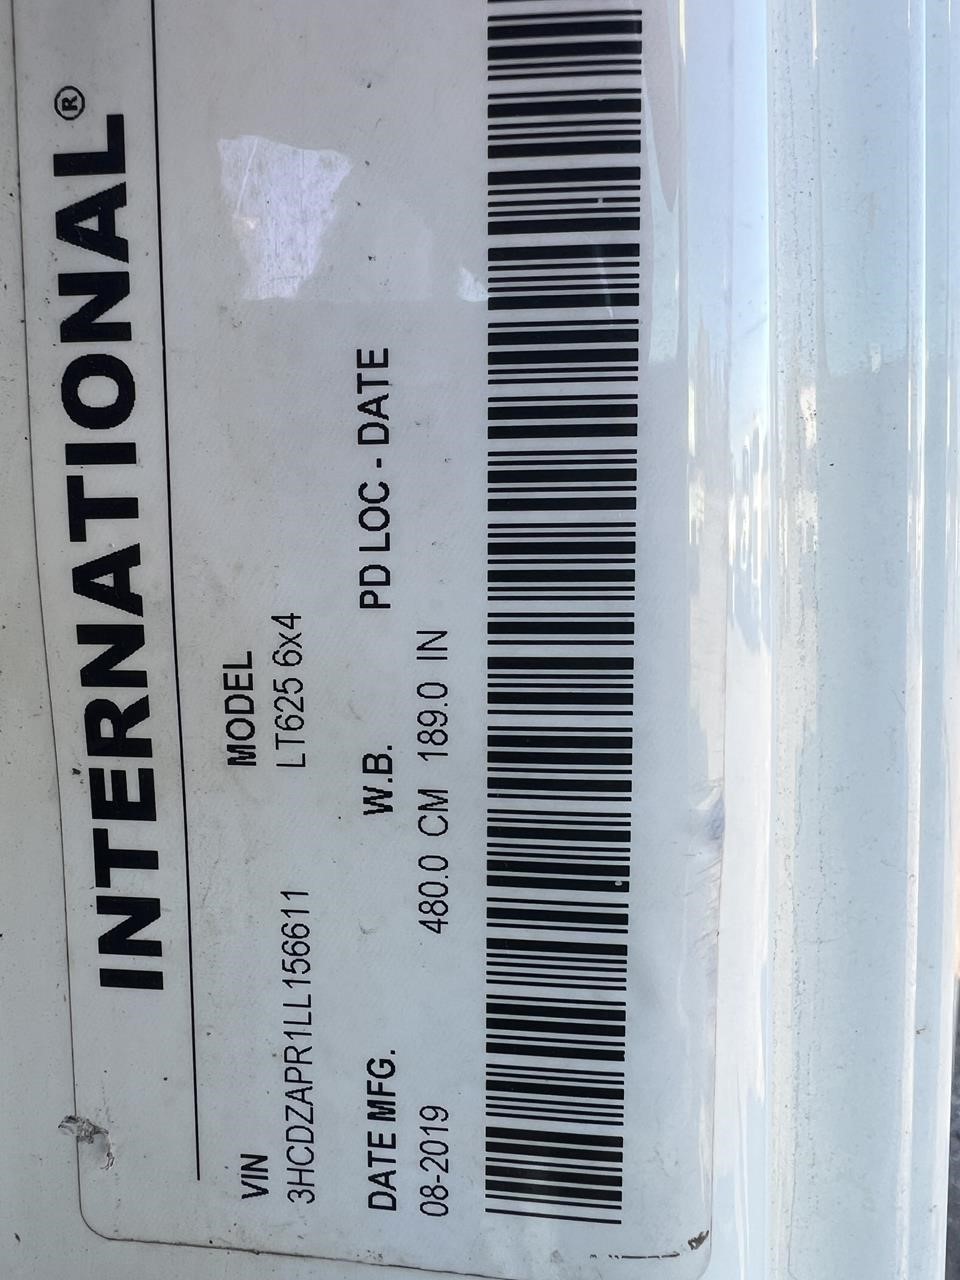 INTERNATIONAL®
VIN MODEL
3HCDZAPR1LL156611 LT625 6x4
DATE MFG. W.B. PD LOC - DATE
08-2019 480.0 CM 189.0 IN